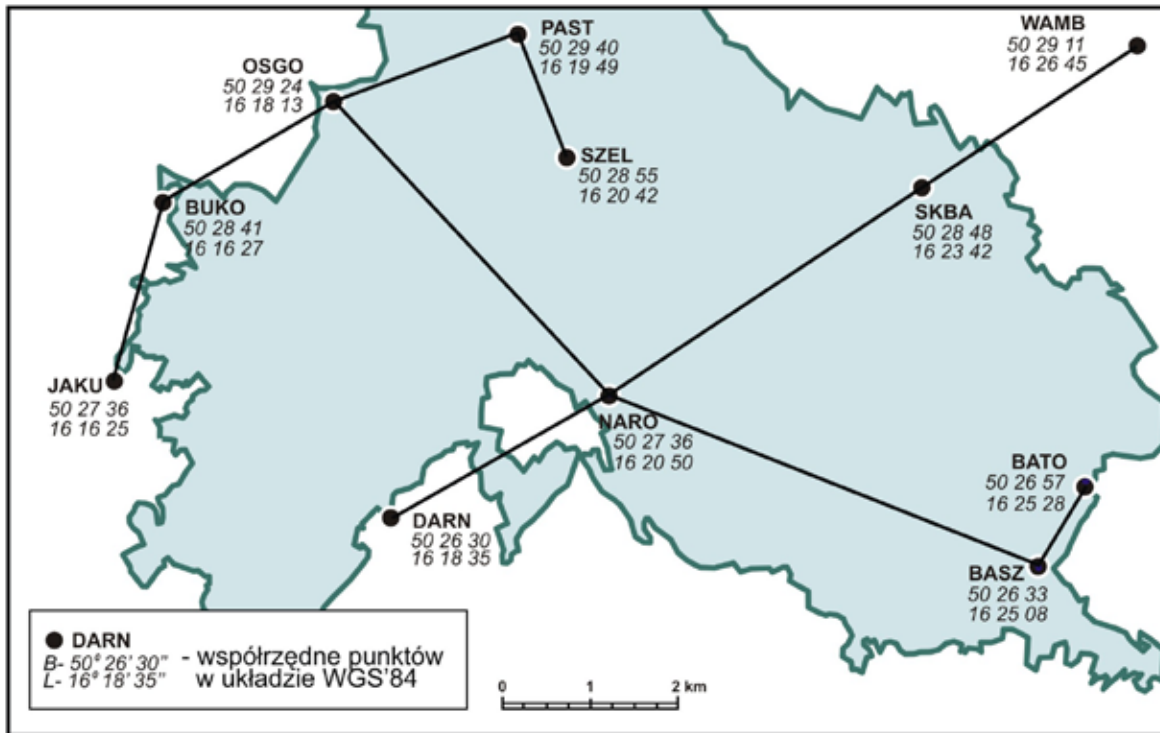 PAST
50 29 40
16 19 49
WAMB
50 29 11
16 26 45
OSGO
50 29 24
16 18 13
SZEL
50 28 55
16 20 42
BUKO
50 28 41
16 16 27
SKBA
50 28 48
16 23 42
JAKU
50 27 36
16 16 25
NARO
50 27 36
16 20 50
BATO
50 26 57
16 25 28
DARN
50 26 30
16 18 35
BASZ
50 26 33
16 25 08
DARN
B- 50° 26' 30"
L- 16° 18' 35"
- współrzędne punktów
w układzie WGS'84
0 1 2 km